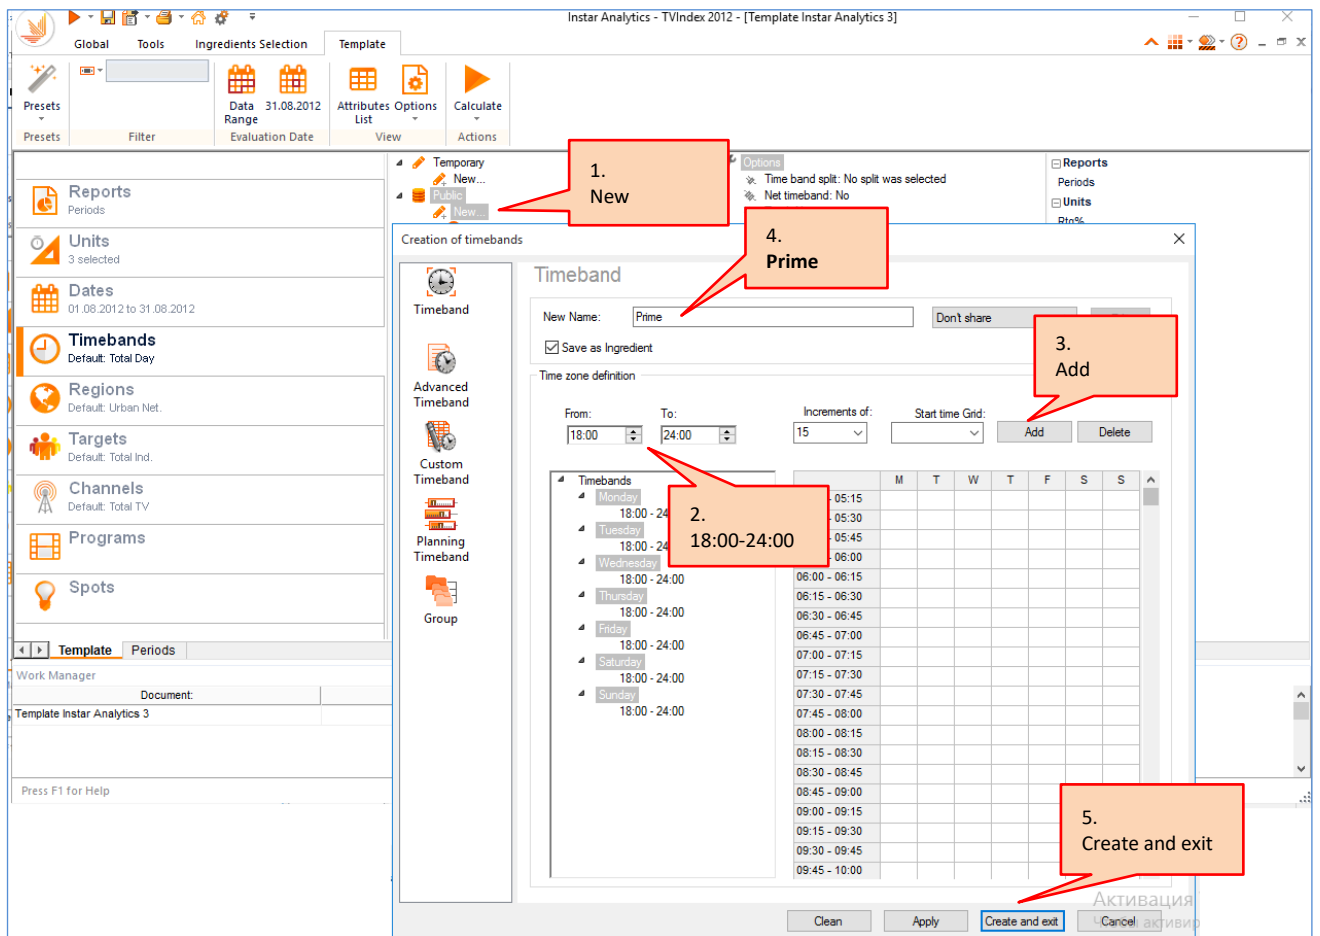 Instar Analytics - TVIndex 2012 - [Template Instar Analytics 3]
Global Tools Ingredients Selection Template
Presets
Data Range
31.08.2012
Attributes List
Options
Calculate
Presets Filter Evaluation Date View Actions
Reports
Periods
Units
3 selected
Dates
01.08.2012 to 31.08.2012
Timebands
Default: Total Day
Regions
Default: Urban Net.
Targets
Default: Total Ind.
Channels
Default: Total TV
Programs
Spots
Template Periods
Work Manager
Document:
Template Instar Analytics 3
Press F1 for Help
Temporary
New...
Public
New...
1.
New
Options
Time band split: No split was selected
Net timeband: No
Reports
Periods
Units
Rtg%
Creation of timebands
4.
Prime
Timeband
Advanced
Timeband
Custom
Timeband
Planning
Timeband
Group
Timeband
New Name: Prime Don't share
Save as Ingredient
3.
Add
Time zone definition
From: To: Increments of: Start time Grid:
18:00 24:00 15 Add Delete
2.
18:00-24:00
Timebands
Monday
18:00 - 24
Tuesday
18:00 - 24
Wednesday
18:00 - 24:00
Thursday
18:00 - 24:00
Friday
18:00 - 24:00
Saturday
18:00 - 24:00
Sunday
18:00 - 24:00
M T W T F S S
- 05:15
- 05:30
- 05:45
- 06:00
06:00 - 06:15
06:15 - 06:30
06:30 - 06:45
06:45 - 07:00
07:00 - 07:15
07:15 - 07:30
07:30 - 07:45
07:45 - 08:00
08:00 - 08:15
08:15 - 08:30
08:30 - 08:45
08:45 - 09:00
09:00 - 09:15
09:15 - 09:30
09:30 - 09:45
09:45 - 10:00
5.
Create and exit
Clean Apply Create and exit Cancel
Активация
активир